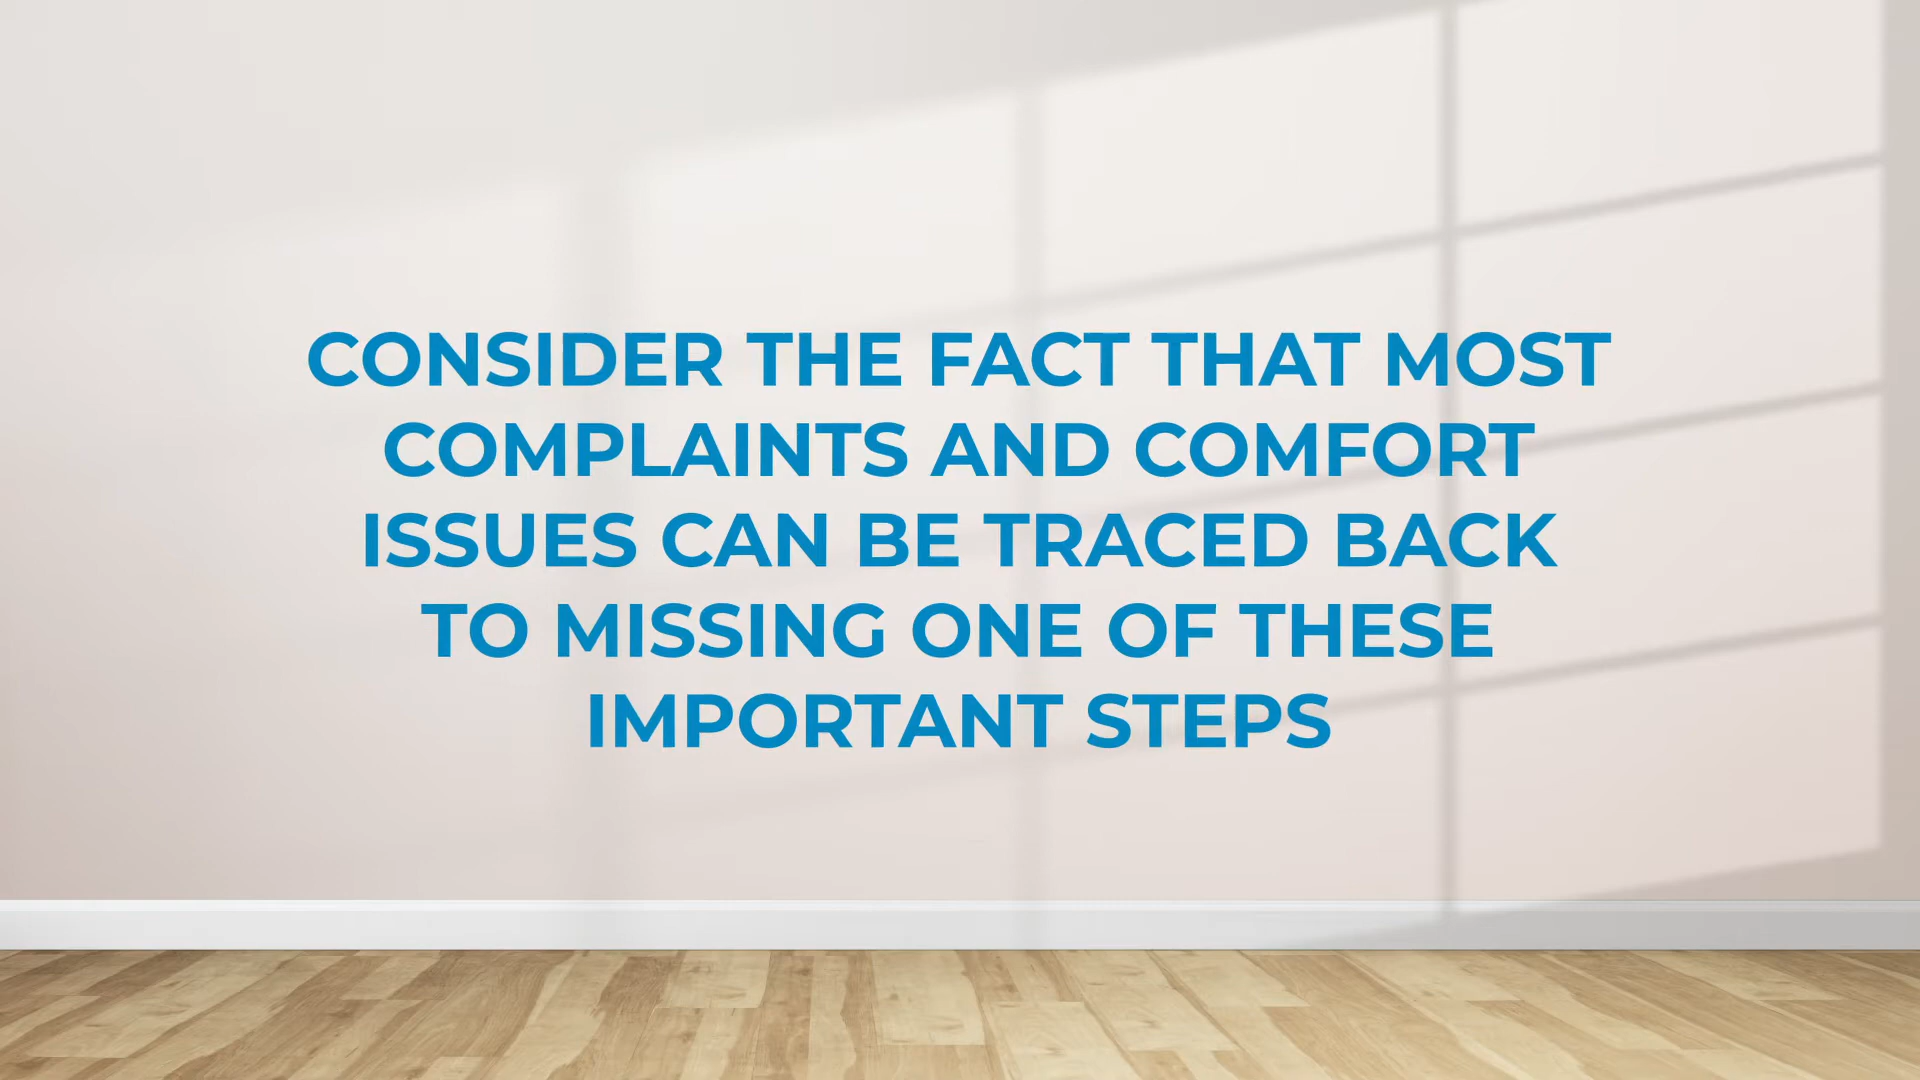 CONSIDER THE FACT THAT MOST
COMPLAINTS AND COMFORT
ISSUES CAN BE TRACED BACK
TO MISSING ONE OF THESE
IMPORTANT STEPS